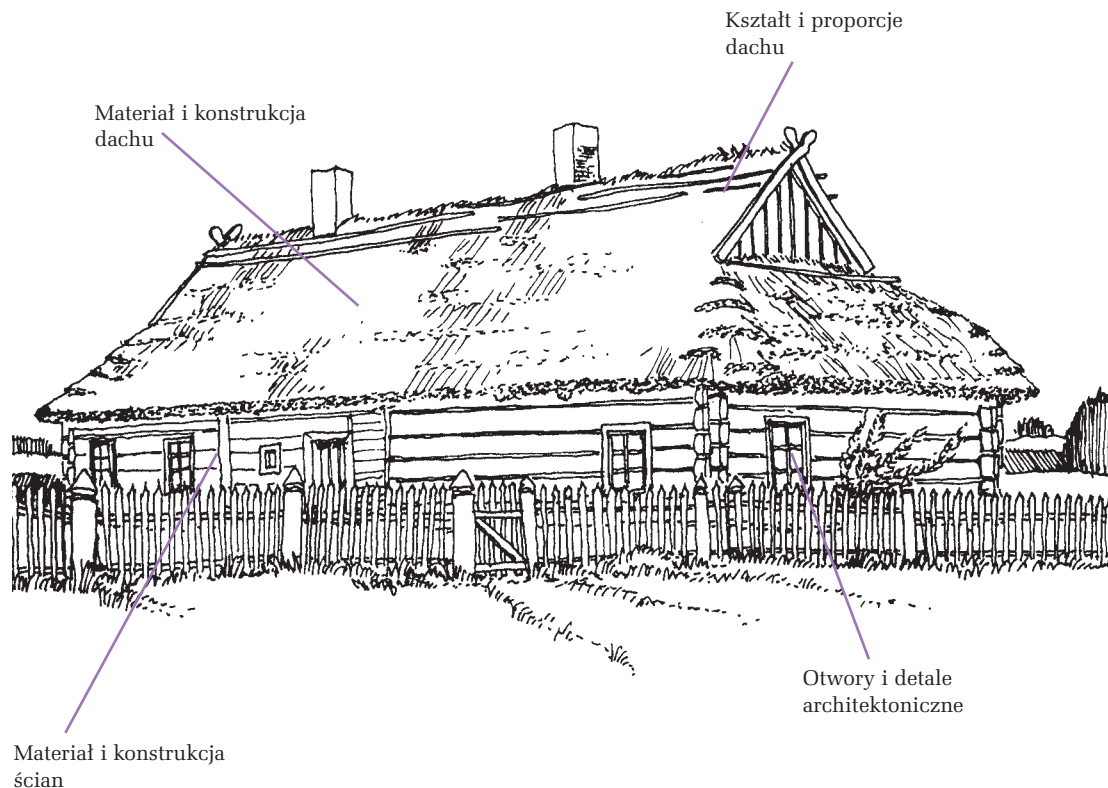 Kształt i proporcje
dachu
Materiał i konstrukcja
dachu
Otwory i detale
architektoniczne
Materiał i konstrukcja
ścian